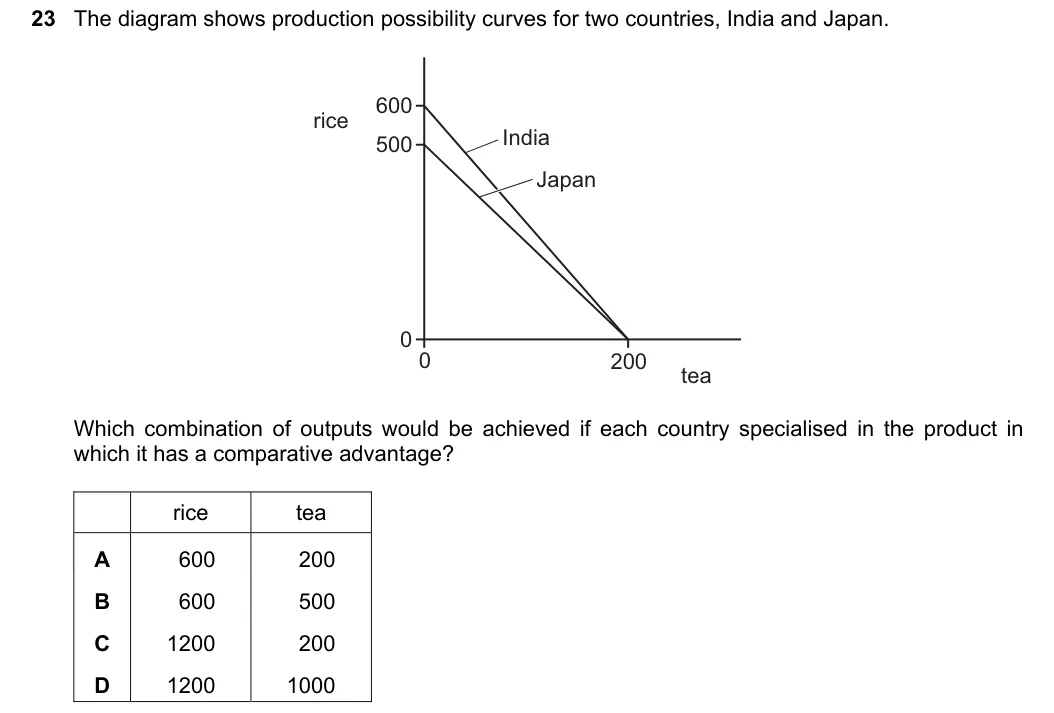 23 The diagram shows production possibility curves for two countries, India and Japan.
600
rice
500
India
Japan
0
0
200
tea
Which combination of outputs would be achieved if each country specialised in the product in
which it has a comparative advantage?
rice tea
A 600 200
B 600 500
C 1200 200
D 1200 1000